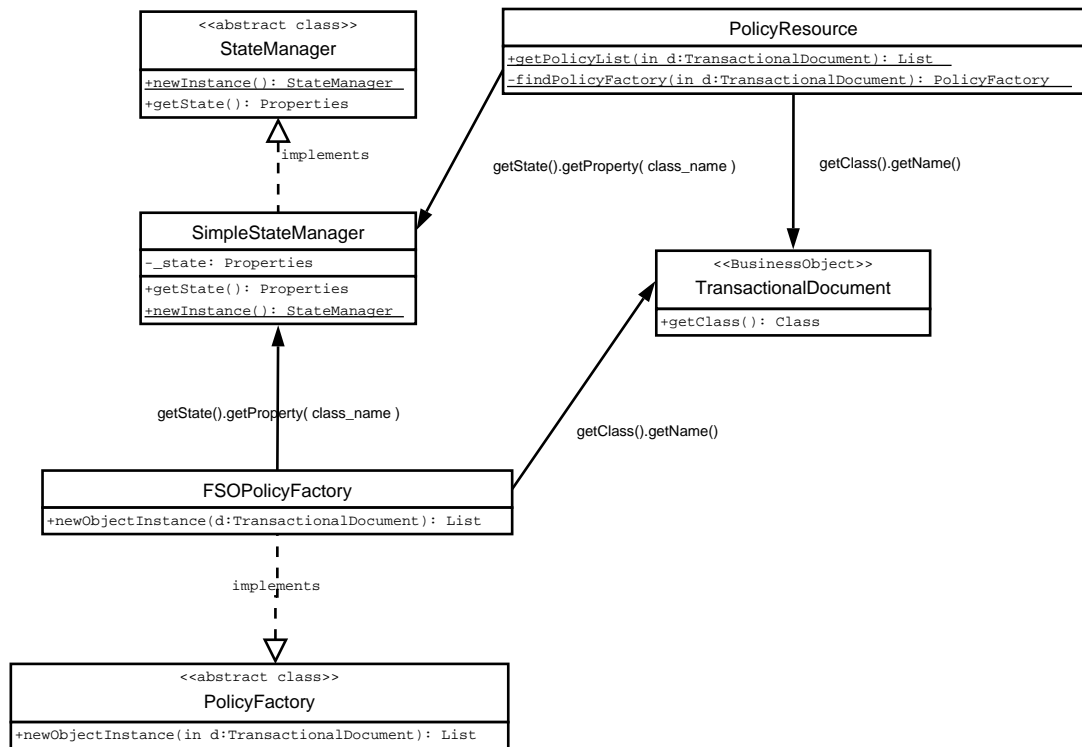 <<abstract class>>
StateManager
+newInstance(): StateManager
+getState(): Properties
PolicyResource
+getPolicyList(in d:TransactionalDocument): List
-findPolicyFactory(in d:TransactionalDocument): PolicyFactory
implements
getState().getProperty( class_name )
getClass().getName()
SimpleStateManager
-_state: Properties
+getState(): Properties
+newInstance(): StateManager
<<BusinessObject>>
TransactionalDocument
+getClass(): Class
getState().getProperty( class_name )
getClass().getName()
FSOPolicyFactory
+newObjectInstance(d:TransactionalDocument): List
implements
<<abstract class>>
PolicyFactory
+newObjectInstance(in d:TransactionalDocument): List